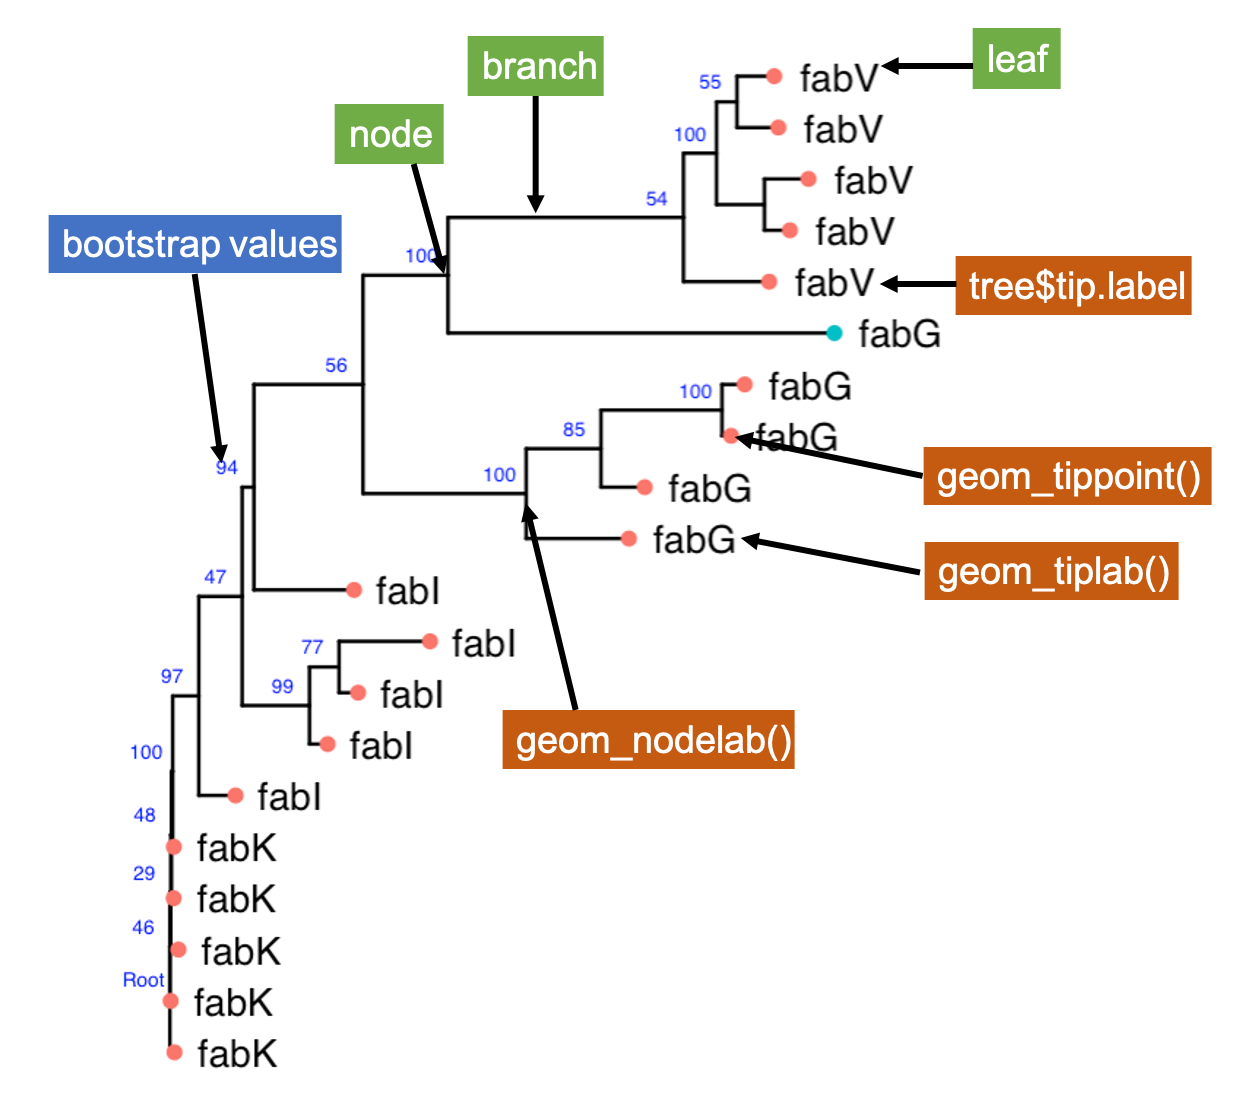 branch
leaf
55
fabV
node
fabV
100
fabV
54
fabV
bootstrap values
100
fabV
tree$tip.label
fabG
56
100
fabG
85
fabG
94
100
fabG
geom_tippoint()
fabG
geom_tiplab()
47
fabI
77
fabI
97
99
fabI
geom_nodelab()
fabI
100
fabI
48
fabK
29
fabK
46
fabK
Root
fabK
fabK